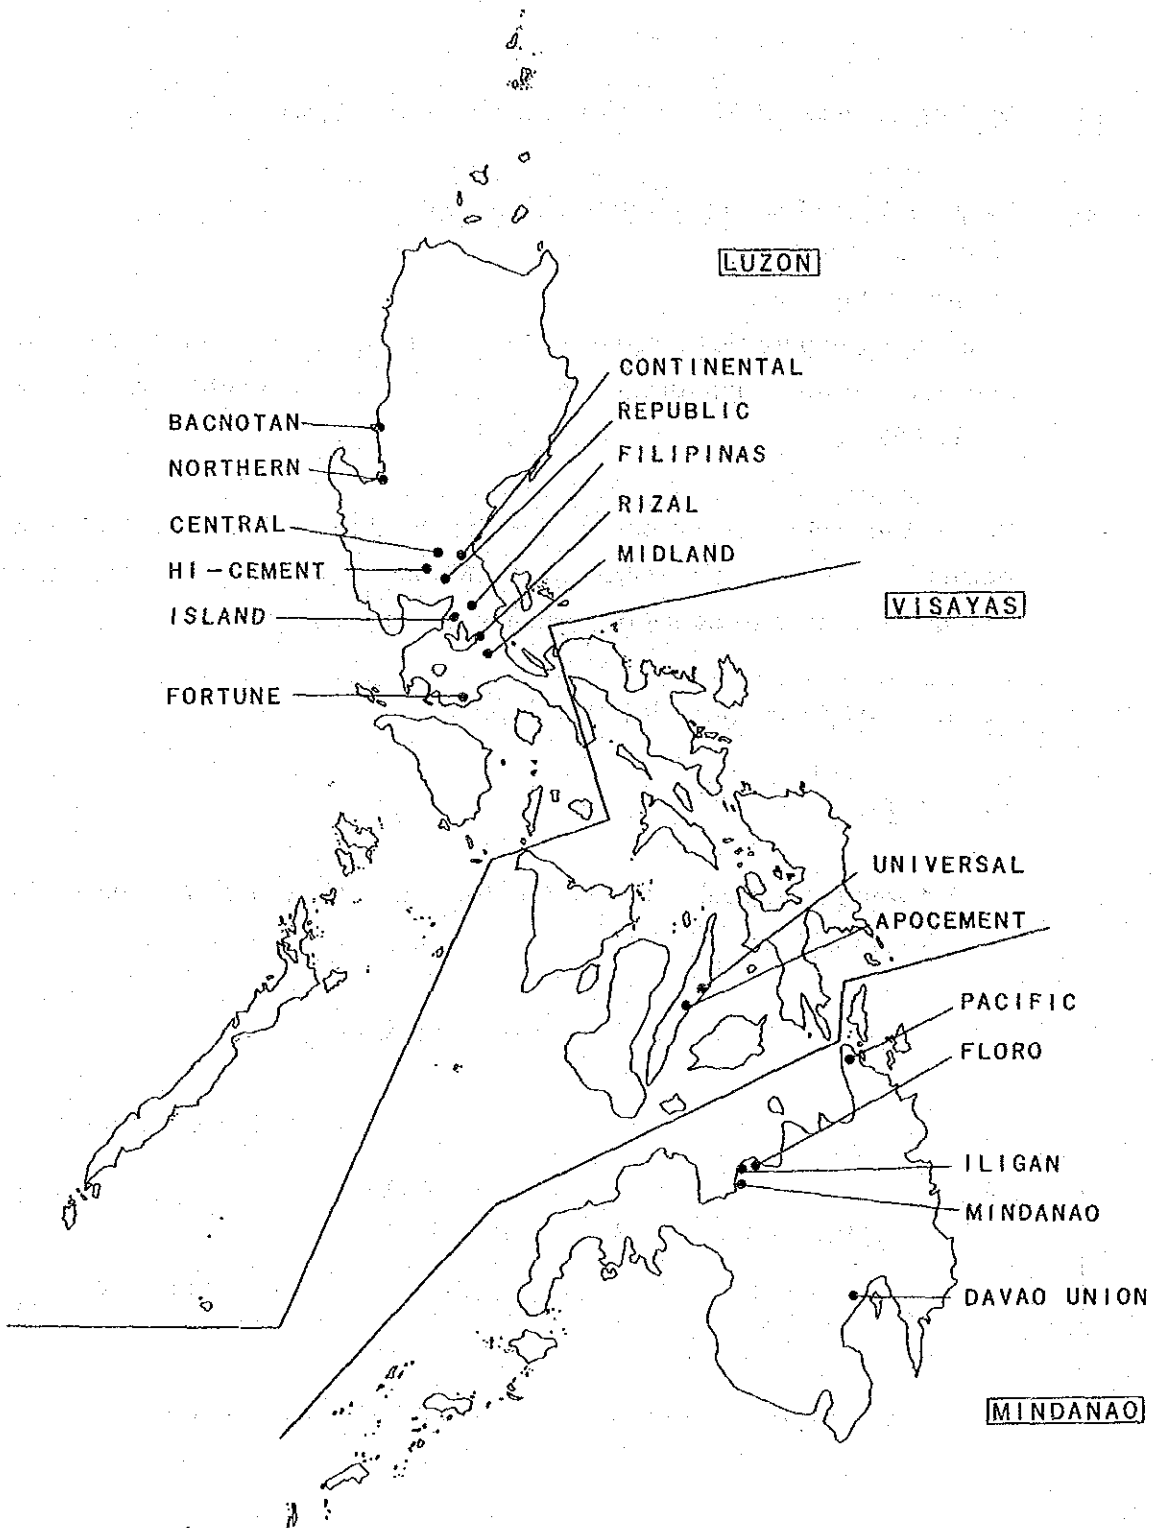 LUZON
CONTINENTAL
REPUBLIC
BACNOTAN
FILIPINAS
NORTHERN
RIZAL
CENTRAL
MIDLAND
HI-CEMENT
VISAYAS
ISLAND
FORTUNE
UNIVERSAL
APOCEMENT
PACIFIC
FLORO
ILIGAN
MINDANAO
DAVAO UNION
MINDANAO